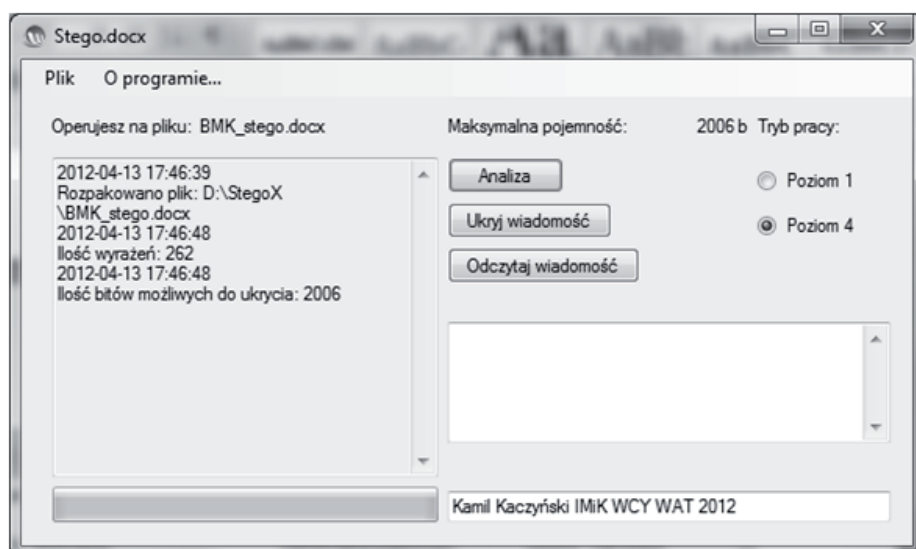 Stego.docx
Plik O programie...
Operujesz na pliku: BMK_stego.docx
2012-04-13 17:46:39
Rozpakowano plik: D:\StegoX
\BMK_stego.docx
2012-04-13 17:46:48
Ilość wyrażeń: 262
2012-04-13 17:46:48
Ilość bitów możliwych do ukrycia: 2006
Maksymalna pojemność: 2006 b
Analiza
Ukryj wiadomość
Odczytaj wiadomość
Tryb pracy:
Poziom 1
Poziom 4
Kamil Kaczyński IMiK WCY WAT 2012